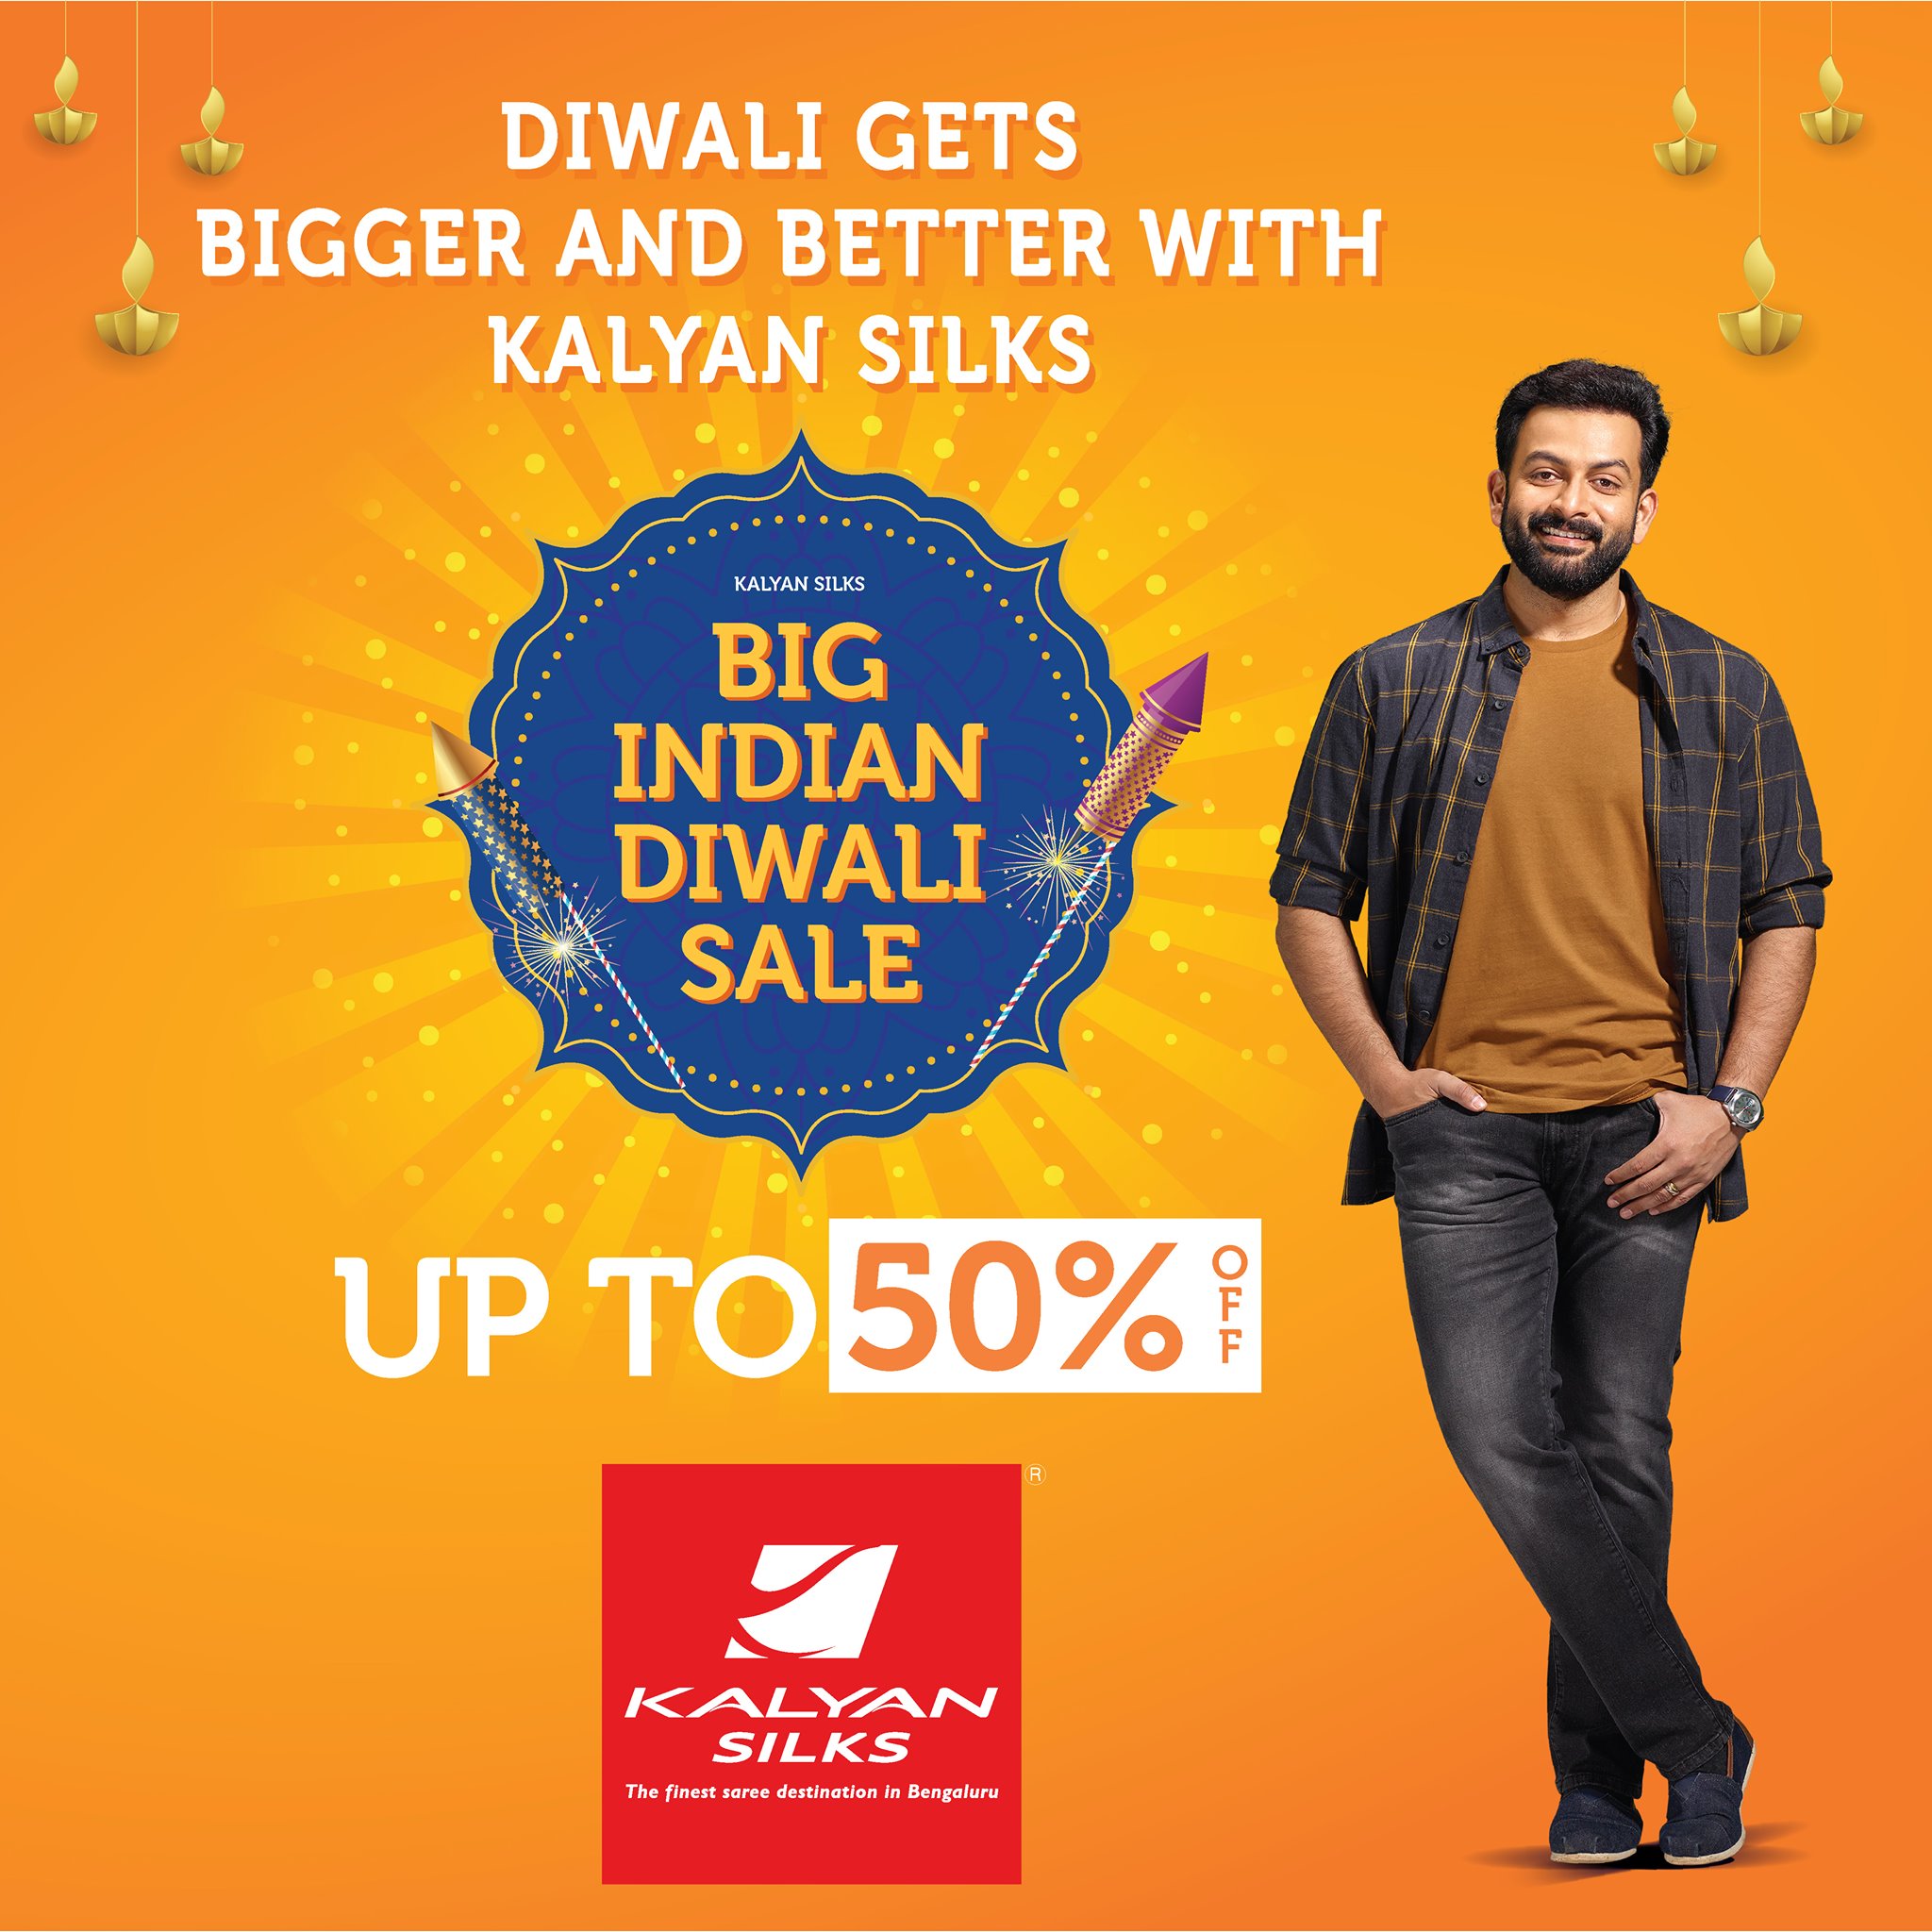 DIWALI GETS
BIGGER AND BETTER WITH
KALYAN SILKS
KALYAN SILKS
BIG
INDIAN
DIWALI
SALE
UP TO 50% OFF
®
KALYAN
SILKS
The finest saree destination in Bengaluru